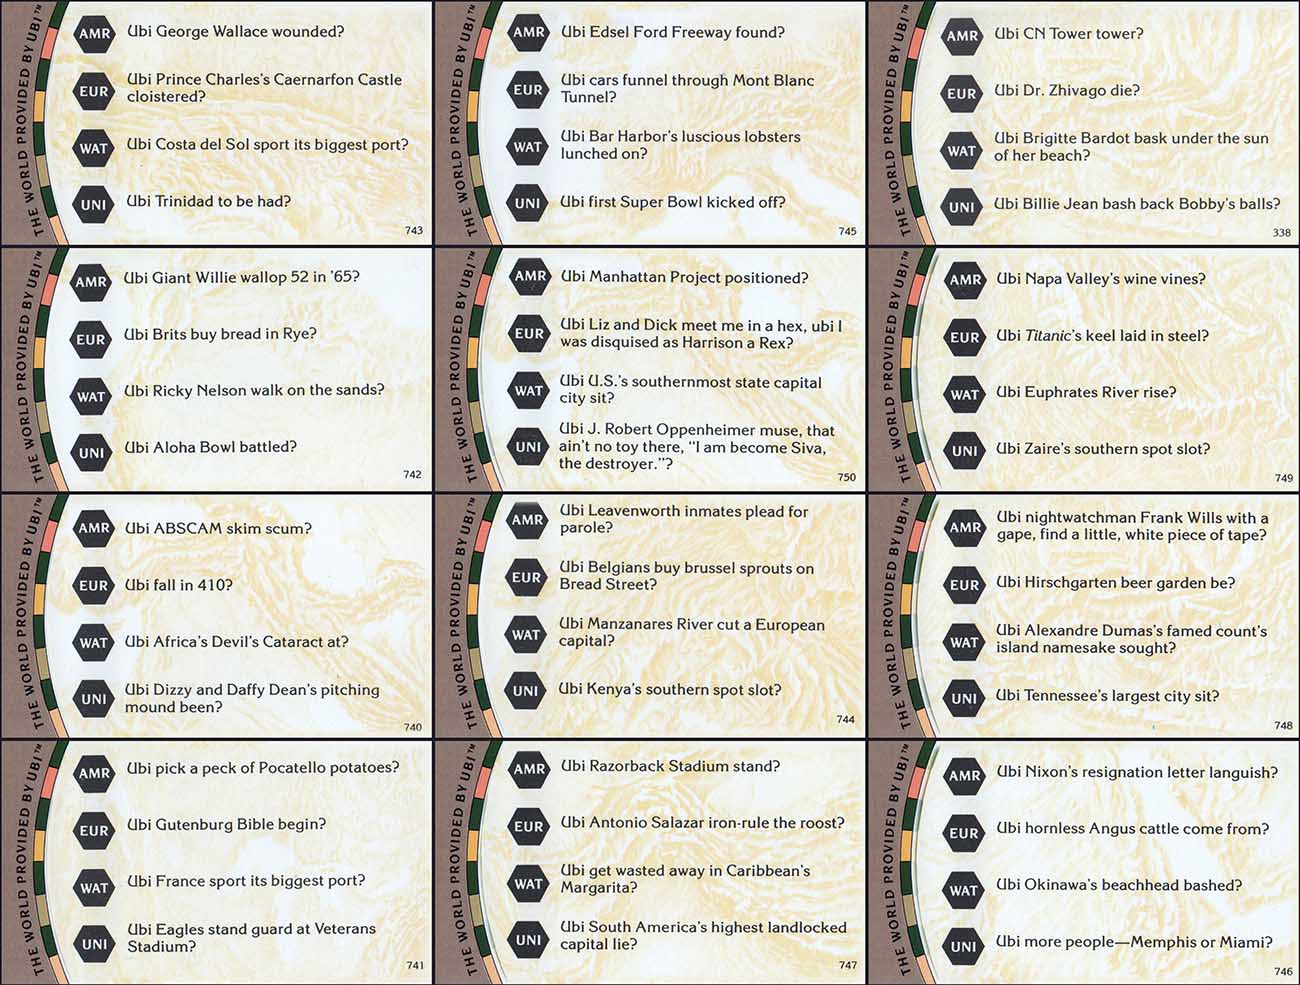 THE WORLD PROVIDED BY UBI™
AMR
Ubi George Wallace wounded?
EUR
Ubi Prince Charles's Caernarfon Castle
cloistered?
WAT
Ubi Costa del Sol sport its biggest port?
UNI
Ubi Trinidad to be had?
743
THE WORLD PROVIDED BY UBI™
AMR
Ubi Edsel Ford Freeway found?
EUR
Ubi cars funnel through Mont Blanc
Tunnel?
WAT
Ubi Bar Harbor's luscious lobsters
lunched on?
UNI
Ubi first Super Bowl kicked off?
745
THE WORLD PROVIDED BY UBI™
AMR
Ubi CN Tower tower?
EUR
Ubi Dr. Zhivago die?
WAT
Ubi Brigitte Bardot bask under the sun
of her beach?
UNI
Ubi Billie Jean bash back Bobby's balls?
338
THE WORLD PROVIDED BY UBI™
AMR
Ubi Giant Willie wallop 52 in '65?
EUR
Ubi Brits buy bread in Rye?
WAT
Ubi Ricky Nelson walk on the sands?
UNI
Ubi Aloha Bowl battled?
742
THE WORLD PROVIDED BY UBI™
AMR
Ubi Manhattan Project positioned?
EUR
Ubi Liz and Dick meet me in a hex, ubi I
was disquised as Harrison a Rex?
WAT
Ubi U.S.'s southernmost state capital
city sit?
UNI
Ubi J. Robert Oppenheimer muse, that
ain't no toy there, "I am become Siva,
the destroyer."?
750
THE WORLD PROVIDED BY UBI™
AMR
Ubi Napa Valley's wine vines?
EUR
Ubi Titanic's keel laid in steel?
WAT
Ubi Euphrates River rise?
UNI
Ubi Zaire's southern spot slot?
749
THE WORLD PROVIDED BY UBI™
AMR
Ubi ABSCAM skim scum?
EUR
Ubi fall in 410?
WAT
Ubi Africa's Devil's Cataract at?
UNI
Ubi Dizzy and Daffy Dean's pitching
mound been?
740
THE WORLD PROVIDED BY UBI™
AMR
Ubi Leavenworth inmates plead for
parole?
EUR
Ubi Belgians buy brussel sprouts on
Bread Street?
WAT
Ubi Manzanares River cut a European
capital?
UNI
Ubi Kenya's southern spot slot?
744
THE WORLD PROVIDED BY UBI™
AMR
Ubi nightwatchman Frank Wills with a
gape, find a little, white piece of tape?
EUR
Ubi Hirschgarten beer garden be?
WAT
Ubi Alexandre Dumas's famed count's
island namesake sought?
UNI
Ubi Tennessee's largest city sit?
748
THE WORLD PROVIDED BY UBI™
AMR
Ubi pick a peck of Pocatello potatoes?
EUR
Ubi Gutenburg Bible begin?
WAT
Ubi France sport its biggest port?
UNI
Ubi Eagles stand guard at Veterans
Stadium?
741
THE WORLD PROVIDED BY UBI™
AMR
Ubi Razorback Stadium stand?
EUR
Ubi Antonio Salazar iron-rule the roost?
WAT
Ubi get wasted away in Caribbean's
Margarita?
UNI
Ubi South America's highest landlocked
capital lie?
747
THE WORLD PROVIDED BY UBI™
AMR
Ubi Nixon's resignation letter languish?
EUR
Ubi hornless Angus cattle come from?
WAT
Ubi Okinawa's beachhead bashed?
UNI
Ubi more people—Memphis or Miami?
746